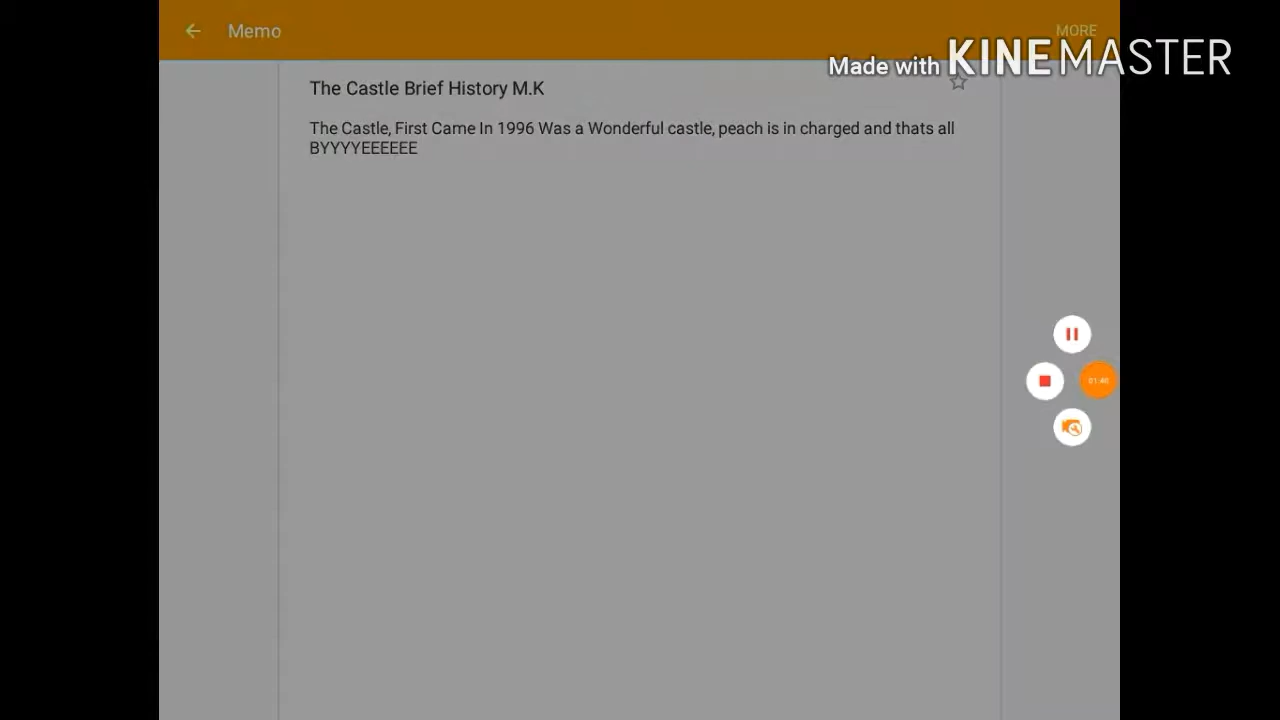 Memo
MORE
Made with KINEMASTER
The Castle Brief History M.K
The Castle, First Came In 1996 Was a Wonderful castle, peach is in charged and thats all
BYYYYEEEEEE